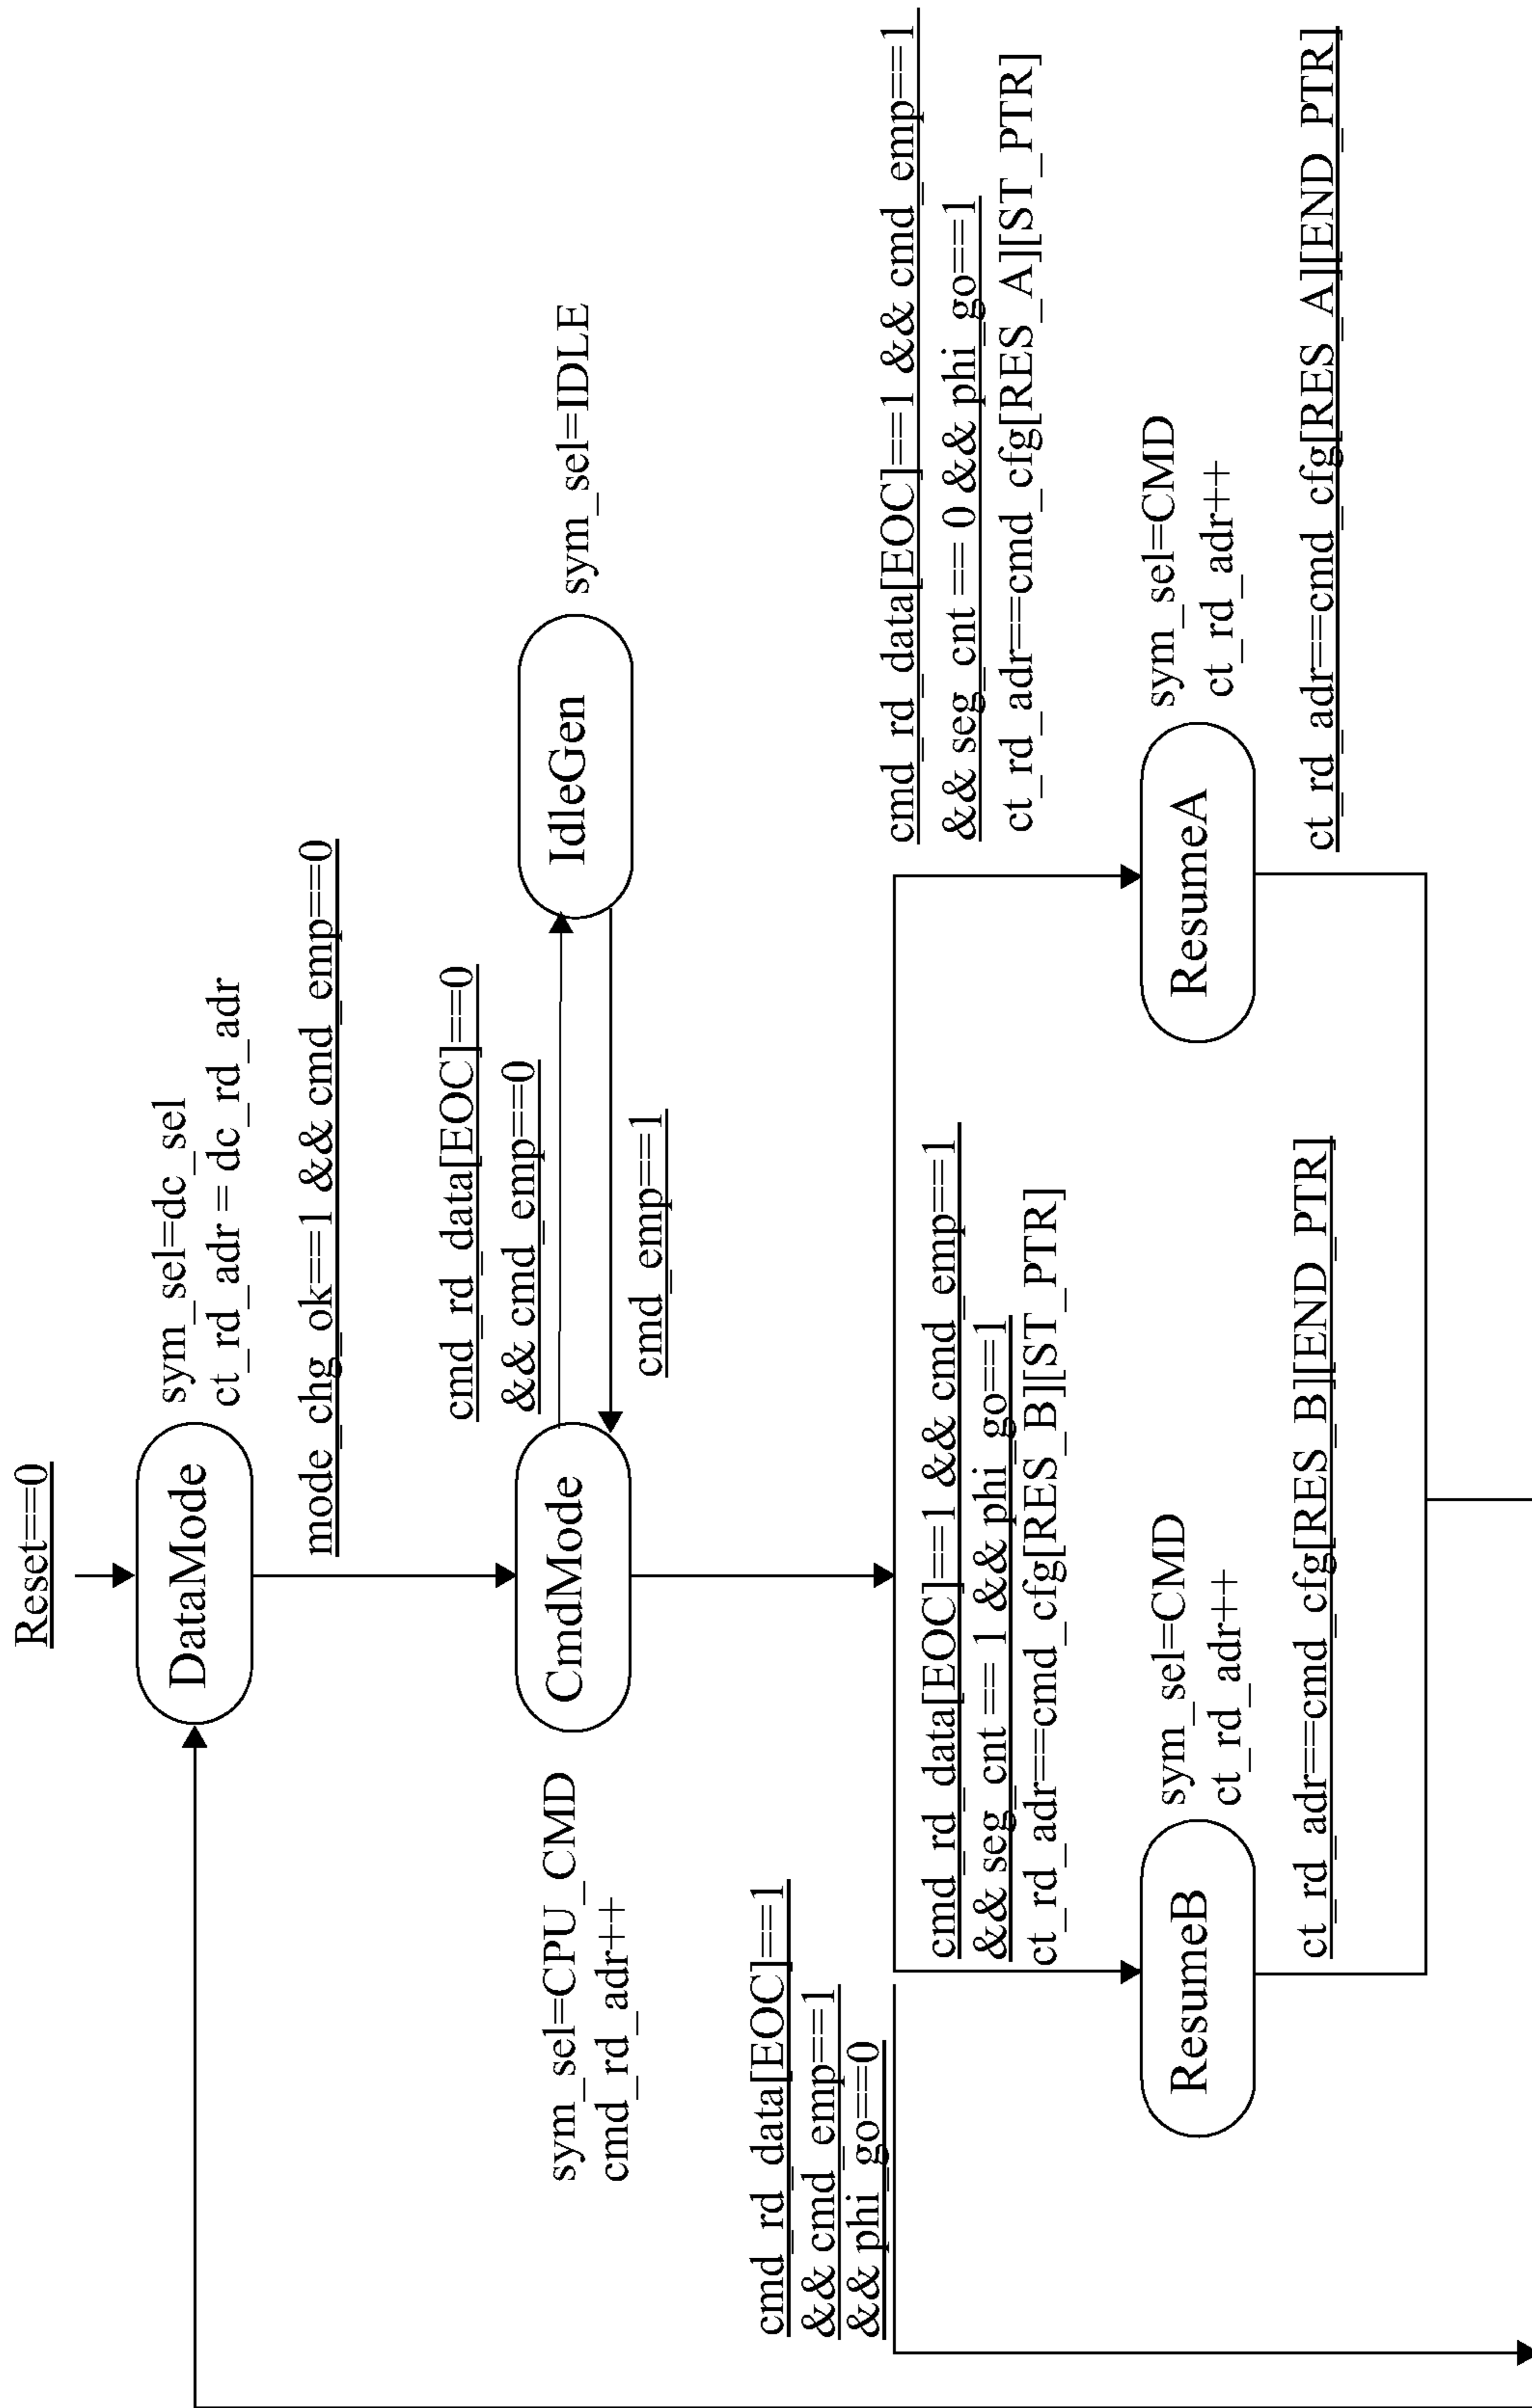 Reset==0
DataMode
sym_sel=dc_sel
ct_rd_adr = dc_rd_adr
mode_chg_ok==1 && cmd_emp==0
sym_sel=CPU_CMD
cmd_rd_adr++
CmdMode
cmd_rd_data[EOC]==0
&& cmd_emp==0
cmd_emp==1
IdleGen
sym_sel=IDLE
cmd_rd_data[EOC]==1
&& cmd_emp==1
&& phi_go==0
cmd_rd_data[EOC]==1 && cmd_emp==1
&& seg_cnt == 1 && phi_go==1
ct_rd_adr==cmd_cfg[RES_B][ST_PTR]
cmd_rd_data[EOC]==1 && cmd_emp==1
&& seg_cnt == 0 && phi_go==1
ct_rd_adr==cmd_cfg[RES_A][ST_PTR]
ResumeB
sym_sel=CMD
ct_rd_adr++
ResumeA
sym_sel=CMD
ct_rd_adr++
ct_rd_adr==cmd_cfg[RES_B][END_PTR]
ct_rd_adr==cmd_cfg[RES_A][END_PTR]